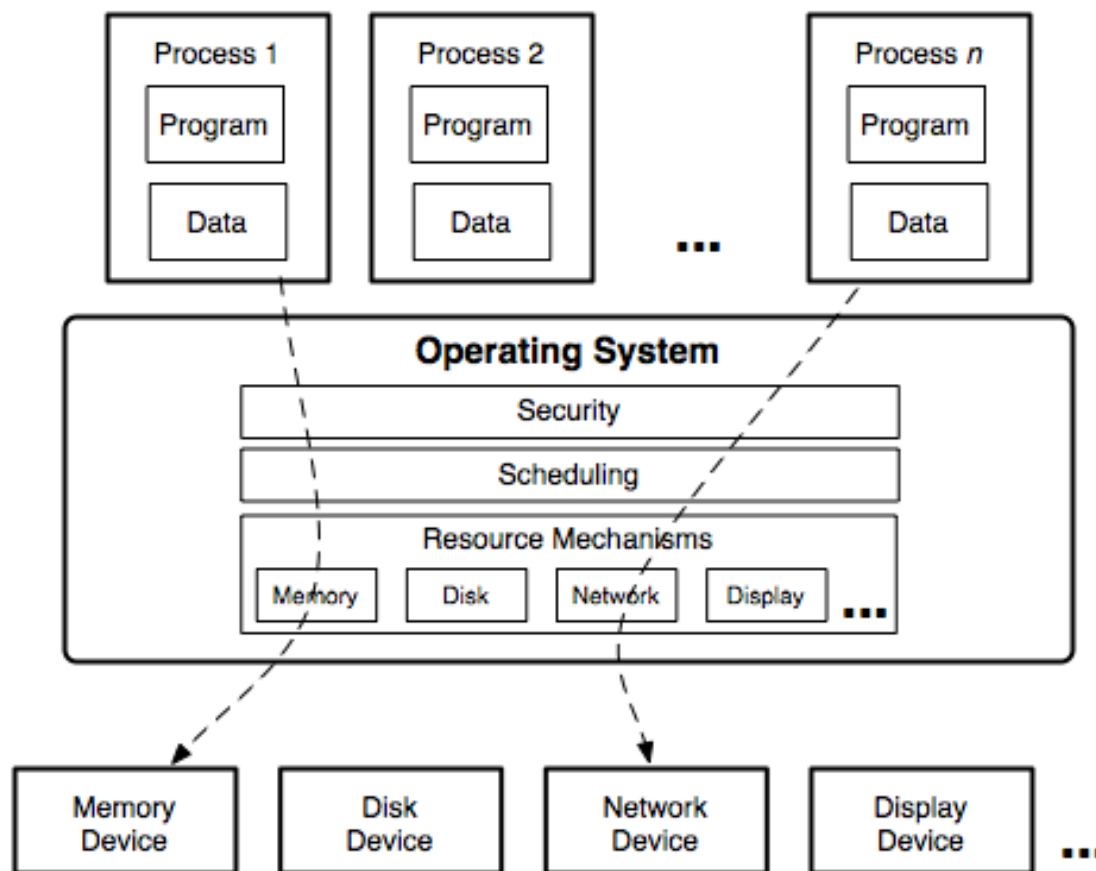 Process 1
Process 2
Process n
Program
Program
Program
Data
Data
...
Data
Operating System
Security
Scheduling
Resource Mechanisms
Memory
Disk
Network
Display
...
Memory
Device
Disk
Device
Network
Device
Display
Device
...